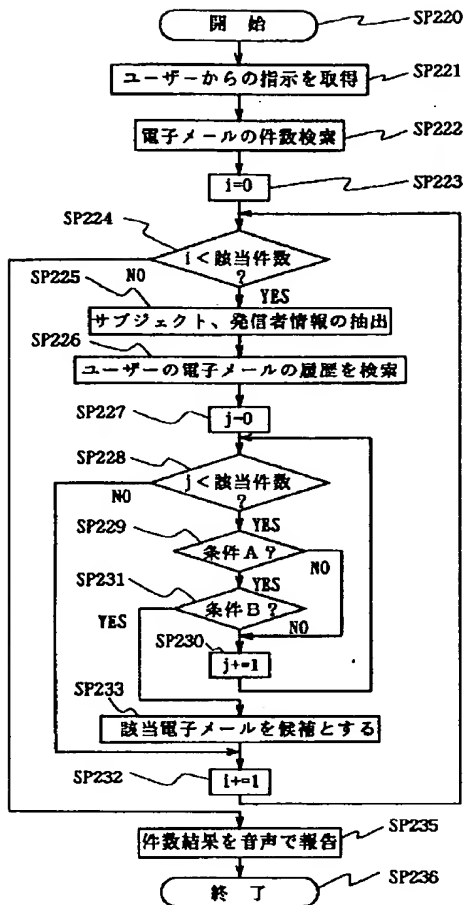 開 始
SP220
ユーザーからの指示を取得
SP221
電子メールの件数検索
SP222
i=0
SP223
SP224
i<該当件数
?
NO
YES
SP225
サブジェクト、発信者情報の抽出
SP226
ユーザーの電子メールの履歴を検索
SP227
j=0
SP228
j<該当件数
?
NO
YES
SP229
条件A?
NO
YES
SP231
条件B?
YES
NO
SP230
j+=1
SP233
該当電子メールを候補とする
SP232
i+=1
件数結果を音声で報告
SP235
終 了
SP236